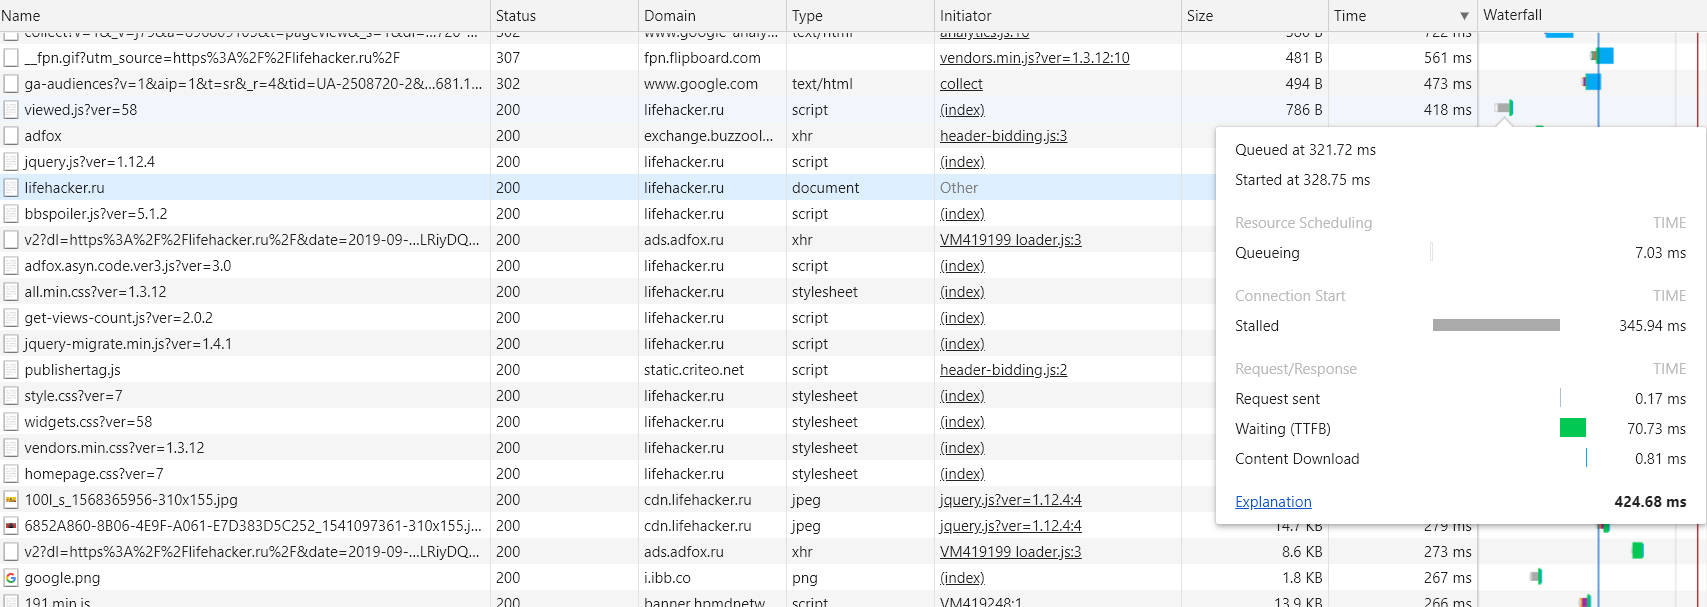 Name Status Domain Type Initiator Size Time Waterfall
collect?v=1&_v=j79&a=896809103&t=pageview&_s=1&dl=...720-... 302 www.google-analy... text/html analytics.js:10 580 B 722 ms
__fpn.gif?utm_source=https%3A%2F%2Flifehacker.ru%2F 307 fpn.flipboard.com vendors.min.js?ver=1.3.12:10 481 B 561 ms
ga-audiences?v=1&aip=1&t=sr&_r=4&tid=UA-2508720-2&...681.1... 302 www.google.com text/html collect 494 B 473 ms
viewed.js?ver=58 200 lifehacker.ru script (index) 786 B 418 ms
adfox 200 exchange.buzzool... xhr header-bidding.js:3
jquery.js?ver=1.12.4 200 lifehacker.ru script (index)
lifehacker.ru 200 lifehacker.ru document Other
bbspoiler.js?ver=5.1.2 200 lifehacker.ru script (index)
v2?dl=https%3A%2F%2Flifehacker.ru%2F&date=2019-09-...LRiyDQ... 200 ads.adfox.ru xhr VM419199 loader.js:3
adfox.asyn.code.ver3.js?ver=3.0 200 lifehacker.ru script (index)
all.min.css?ver=1.3.12 200 lifehacker.ru stylesheet (index)
get-views-count.js?ver=2.0.2 200 lifehacker.ru script (index)
jquery-migrate.min.js?ver=1.4.1 200 lifehacker.ru script (index)
publishertag.js 200 static.criteo.net script header-bidding.js:2
style.css?ver=7 200 lifehacker.ru stylesheet (index)
widgets.css?ver=58 200 lifehacker.ru stylesheet (index)
vendors.min.css?ver=1.3.12 200 lifehacker.ru stylesheet (index)
homepage.css?ver=7 200 lifehacker.ru stylesheet (index)
100l_s_1568365956-310x155.jpg 200 cdn.lifehacker.ru jpeg jquery.js?ver=1.12.4:4
6852A860-8B06-4E9F-A061-E7D383D5C252_1541097361-310x155.j... 200 cdn.lifehacker.ru jpeg jquery.js?ver=1.12.4:4 14.7 KB 279 ms
v2?dl=https%3A%2F%2Flifehacker.ru%2F&date=2019-09-...LRiyDQ... 200 ads.adfox.ru xhr VM419199 loader.js:3 8.6 KB 273 ms
google.png 200 i.ibb.co png (index) 1.8 KB 267 ms
191.min.js 200 banner.hpmdnetw... script VM419248:1 13.9 KB 266 ms
Queued at 321.72 ms
Started at 328.75 ms
Resource Scheduling TIME
Queueing 7.03 ms
Connection Start TIME
Stalled 345.94 ms
Request/Response TIME
Request sent 0.17 ms
Waiting (TTFB) 70.73 ms
Content Download 0.81 ms
Explanation 424.68 ms